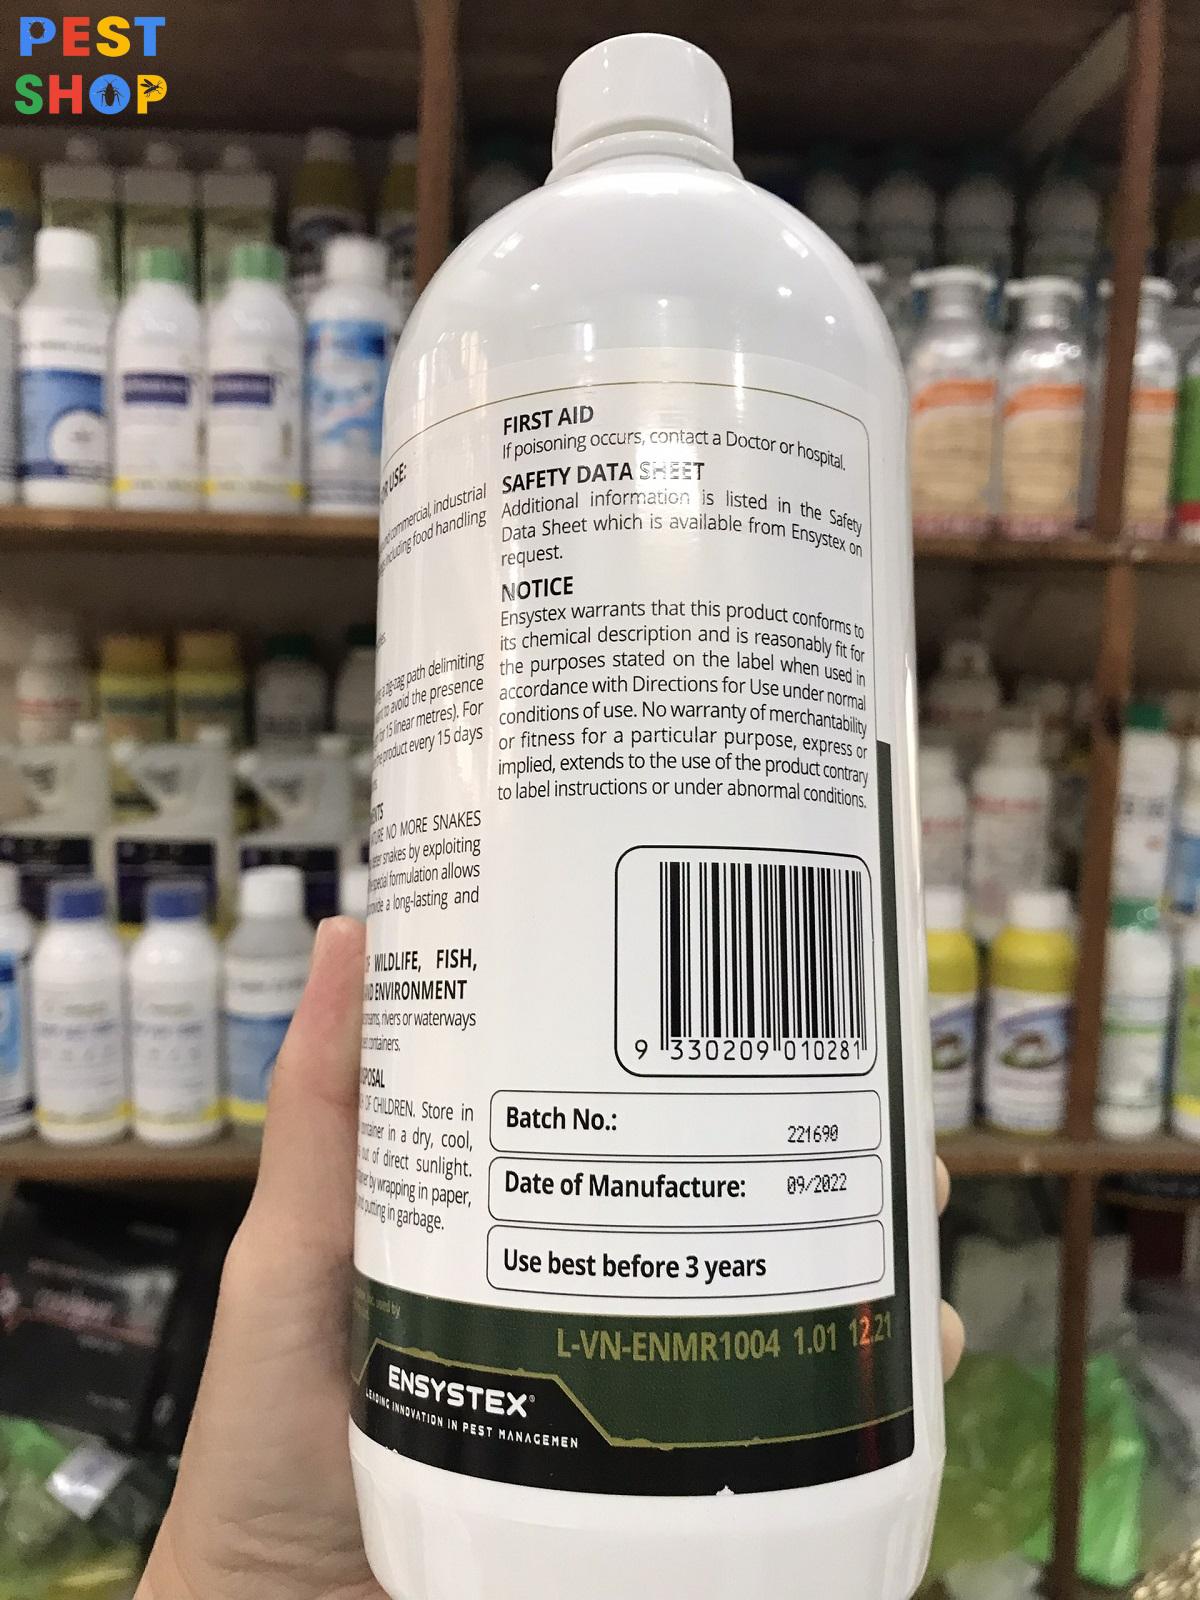 PEST
SHOP
FIRST AID
If poisoning occurs, contact a Doctor or hospital.
SAFETY DATA SHEET
Additional information is listed in the Safety
Data Sheet which is available from Ensystex on
request.
NOTICE
Ensystex warrants that this product conforms to
its chemical description and is reasonably fit for
the purposes stated on the label when used in
accordance with Directions for Use under normal
conditions of use. No warranty of merchantability
or fitness for a particular purpose, express or
implied, extends to the use of the product contrary
to label instructions or under abnormal conditions.
USE:
commercial, industrial
including food handling
zig-zag path delimiting
to avoid the presence
for 15 linear metres). For
product every 15 days
NO MORE SNAKES
snakes by exploiting
special formulation allows
a long-lasting and
WILDLIFE, FISH,
ENVIRONMENT
rivers or waterways
containers.
OF CHILDREN. Store in
in a dry, cool,
out of direct sunlight.
by wrapping in paper,
putting in garbage.
9 330209 010281
Batch No.: 221690
Date of Manufacture: 09/2022
Use best before 3 years
used by
L-VN-ENMR1004 1.01 12.21
ENSYSTEX®
LEADING INNOVATION IN PEST MANAGEMEN